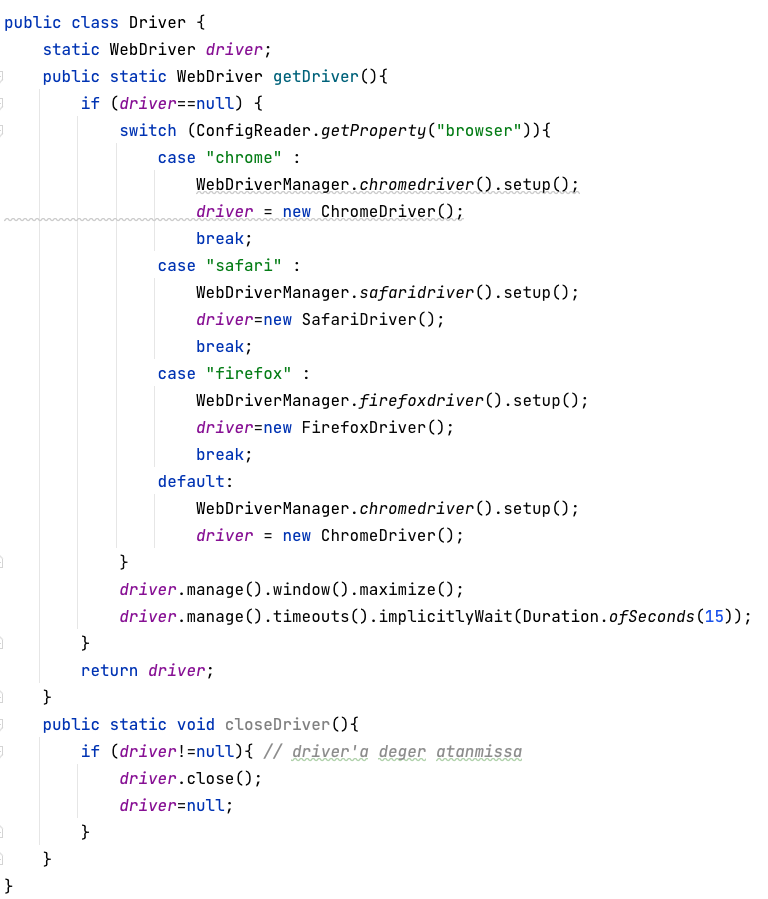 public class Driver {
    static WebDriver driver;
    public static WebDriver getDriver(){
        if (driver==null) {
            switch (ConfigReader.getProperty("browser")){
                case "chrome" :
                    WebDriverManager.chromedriver().setup();
                    driver = new ChromeDriver();
                    break;
                case "safari" :
                    WebDriverManager.safaridriver().setup();
                    driver=new SafariDriver();
                    break;
                case "firefox" :
                    WebDriverManager.firefoxdriver().setup();
                    driver=new FirefoxDriver();
                    break;
                default:
                    WebDriverManager.chromedriver().setup();
                    driver = new ChromeDriver();
            }
            driver.manage().window().maximize();
            driver.manage().timeouts().implicitlyWait(Duration.ofSeconds(15));
        }
        return driver;
    }
    public static void closeDriver(){
        if (driver!=null){ // driver'a deger atanmissa
            driver.close();
            driver=null;
        }
    }
}